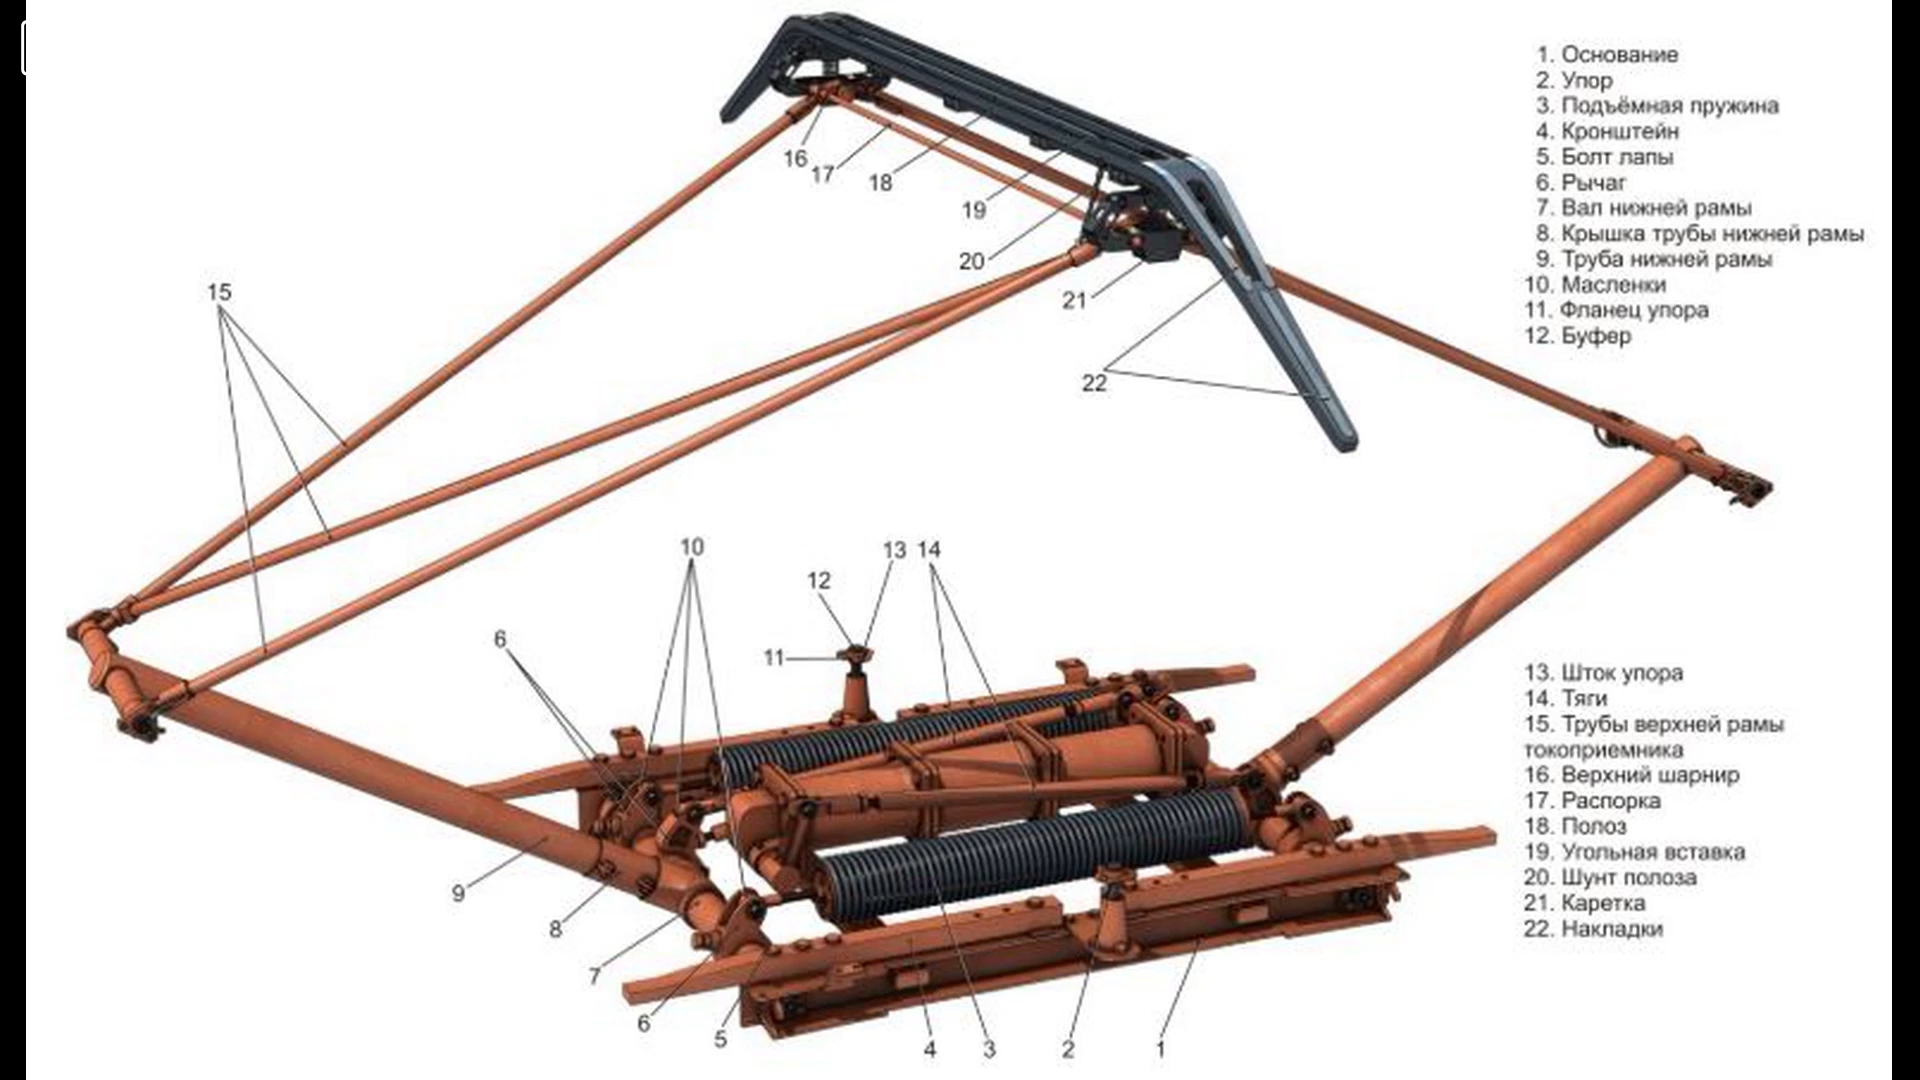 1. Основание
2. Упор
3. Подъёмная пружина
4. Кронштейн
5. Болт лапы
6. Рычаг
7. Вал нижней рамы
8. Крышка трубы нижней рамы
9. Труба нижней рамы
10. Масленки
11. Фланец упора
12. Буфер
16
17
18
19
20
21
22
15
10
13 14
12
11
6
9
8
7
6
5
4
3
2
1
13. Шток упора
14. Тяги
15. Трубы верхней рамы
токоприемника
16. Верхний шарнир
17. Распорка
18. Полоз
19. Угольная вставка
20. Шунт полоза
21. Каретка
22. Накладки